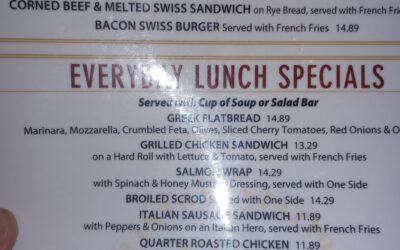 CORNED BEEF & MELTED SWISS SANDWICH on Rye Bread, served with French Fries
BACON SWISS BURGER Served with French Fries 14.89
EVERYDAY LUNCH SPECIALS
Served with Cup of Soup or Salad Bar
GREEK FLATBREAD 14.89
Marinara, Mozzarella, Crumbled Feta, Olives, Sliced Cherry Tomatoes, Red Onions & O
GRILLED CHICKEN SANDWICH 13.29
on a Hard Roll with Lettuce & Tomato, served with French Fries
SALMON WRAP 14.29
with Spinach & Honey Mustard Dressing, served with One Side
BROILED SCROD Served with One Side 14.29
ITALIAN SAUSAGE SANDWICH 11.89
with Peppers & Onions on an Italian Hero, served with French Fries
QUARTER ROASTED CHICKEN 11.89